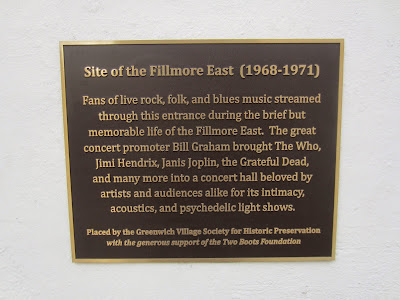 Site of the Fillmore East (1968-1971)
Fans of live rock, folk, and blues music streamed
through this entrance during the brief but
memorable life of the Fillmore East. The great
concert promoter Bill Graham brought The Who,
Jimi Hendrix, Janis Joplin, the Grateful Dead,
and many more into a concert hall beloved by
artists and audiences alike for its intimacy,
acoustics, and psychedelic light shows.
Placed by the Greenwich Village Society for Historic Preservation
with the generous support of the Two Boots Foundation